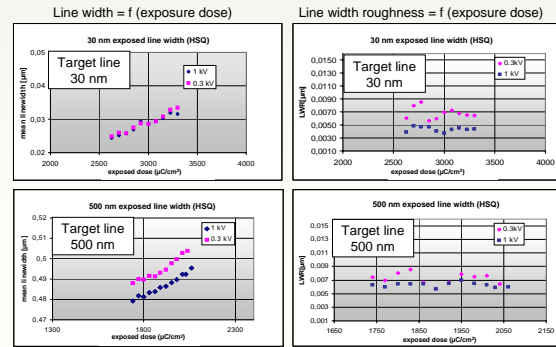 Line width = f (exposure dose)
Line width roughness = f (exposure dose)
30 nm exposed line width (HSQ)
0,05
0,04
0,03
0,02
mean linewidth [µm]
Target line
30 nm
1 kV
0.3 kV
2000 2500 3000 3500 4000
exposed dose (µC/cm²)
30 nm exposed line width (HSQ)
0,0150
0,0130
0,0110
0,0090
0,0070
0,0050
0,0030
0,0010
LWR[µm]
Target line
30 nm
0.3kV
1 kV
2000 2500 3000 3500 4000
exposed dose (µC/cm²)
500 nm exposed line width (HSQ)
0,52
0,51
0,5
0,49
0,48
0,47
mean li newidth [µm]
Target line
500 nm
1 kV
0.3 kV
1300 1800 2300
exposed dose (µC/cm²)
500 nm exposed line width (HSQ)
0,015
0,013
0,011
0,009
0,007
0,005
0,003
0,001
LWR[µm]
Target line
500 nm
0.3kV
1 kV
1650 1750 1850 1950 2050 2150
exposed dose (µC/cm²)